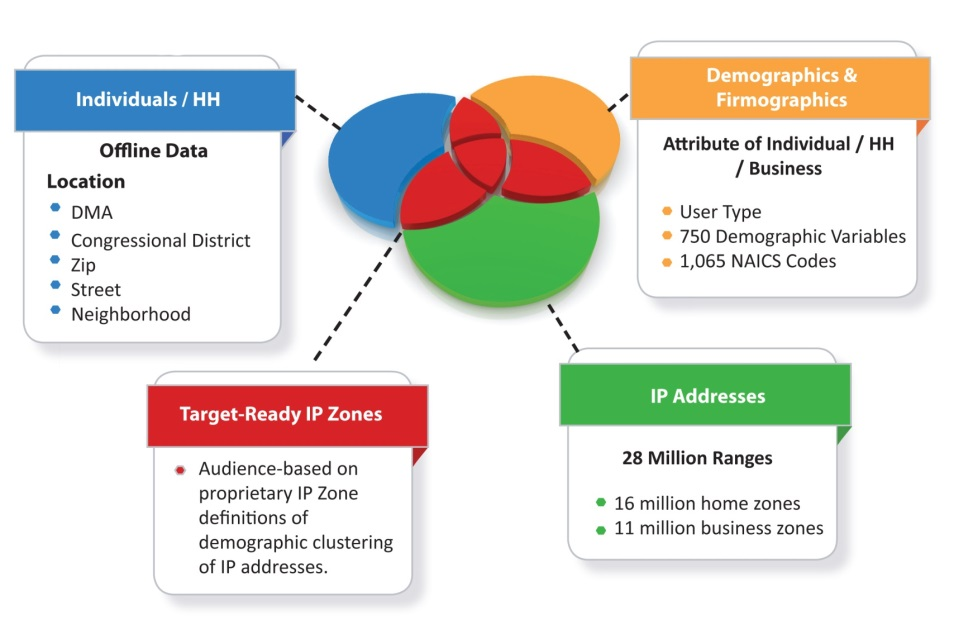 Individuals / HH
Offline Data
Location
DMA
Congressional District
Zip
Street
Neighborhood
Demographics &
Firmographics
Attribute of Individual / HH
/ Business
User Type
750 Demographic Variables
1,065 NAICS Codes
Target-Ready IP Zones
Audience-based on
proprietary IP Zone
definitions of
demographic clustering
of IP addresses.
IP Addresses
28 Million Ranges
16 million home zones
11 million business zones